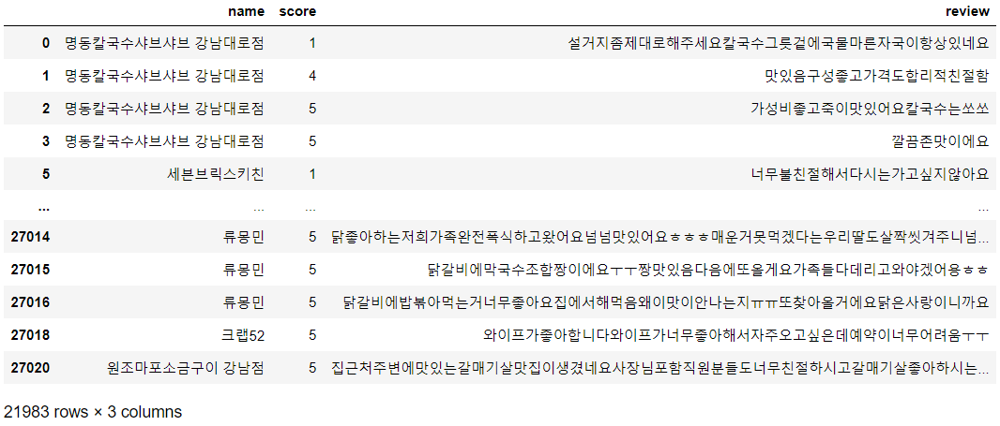 name score review
0 명동칼국수샤브샤브 강남대로점 1 설거지좀제대로해주세요칼국수그릇겉에국물마른자국이항상있네요
1 명동칼국수샤브샤브 강남대로점 4 맛있음구성좋고가격도합리적친절함
2 명동칼국수샤브샤브 강남대로점 5 가성비좋고죽이맛있어요칼국수는쏘쏘
3 명동칼국수샤브샤브 강남대로점 5 깔끔존맛이에요
5 세븐브릭스키친 1 너무불친절해서다시는가고싶지않아요
... ... ... ...
27014 류몽민 5 닭좋아하는저희가족완전폭식하고왔어요넘넘맛있어요ㅎㅎㅎ매운거못먹겠다는우리딸도살짝씻겨주니넘...
27015 류몽민 5 닭갈비에막국수조합짱이에요ㅜㅜ짱맛있음다음에또올게요가족들다데리고와야겠어용ㅎㅎ
27016 류몽민 5 닭갈비에밥볶아먹는거너무좋아요집에서해먹음왜이맛이안나는지ㅠㅠ또찾아올거에요닭은사랑이니까요
27018 크랩52 5 와이프가좋아합니다와이프가너무좋아해서자주오고싶은데예약이너무어려움ㅜㅜ
27020 원조마포소금구이 강남점 5 집근처주변에맛있는갈매기살맛집이생겼네요사장님포함직원분들도너무친절하시고갈매기살좋아하시는...
21983 rows × 3 columns